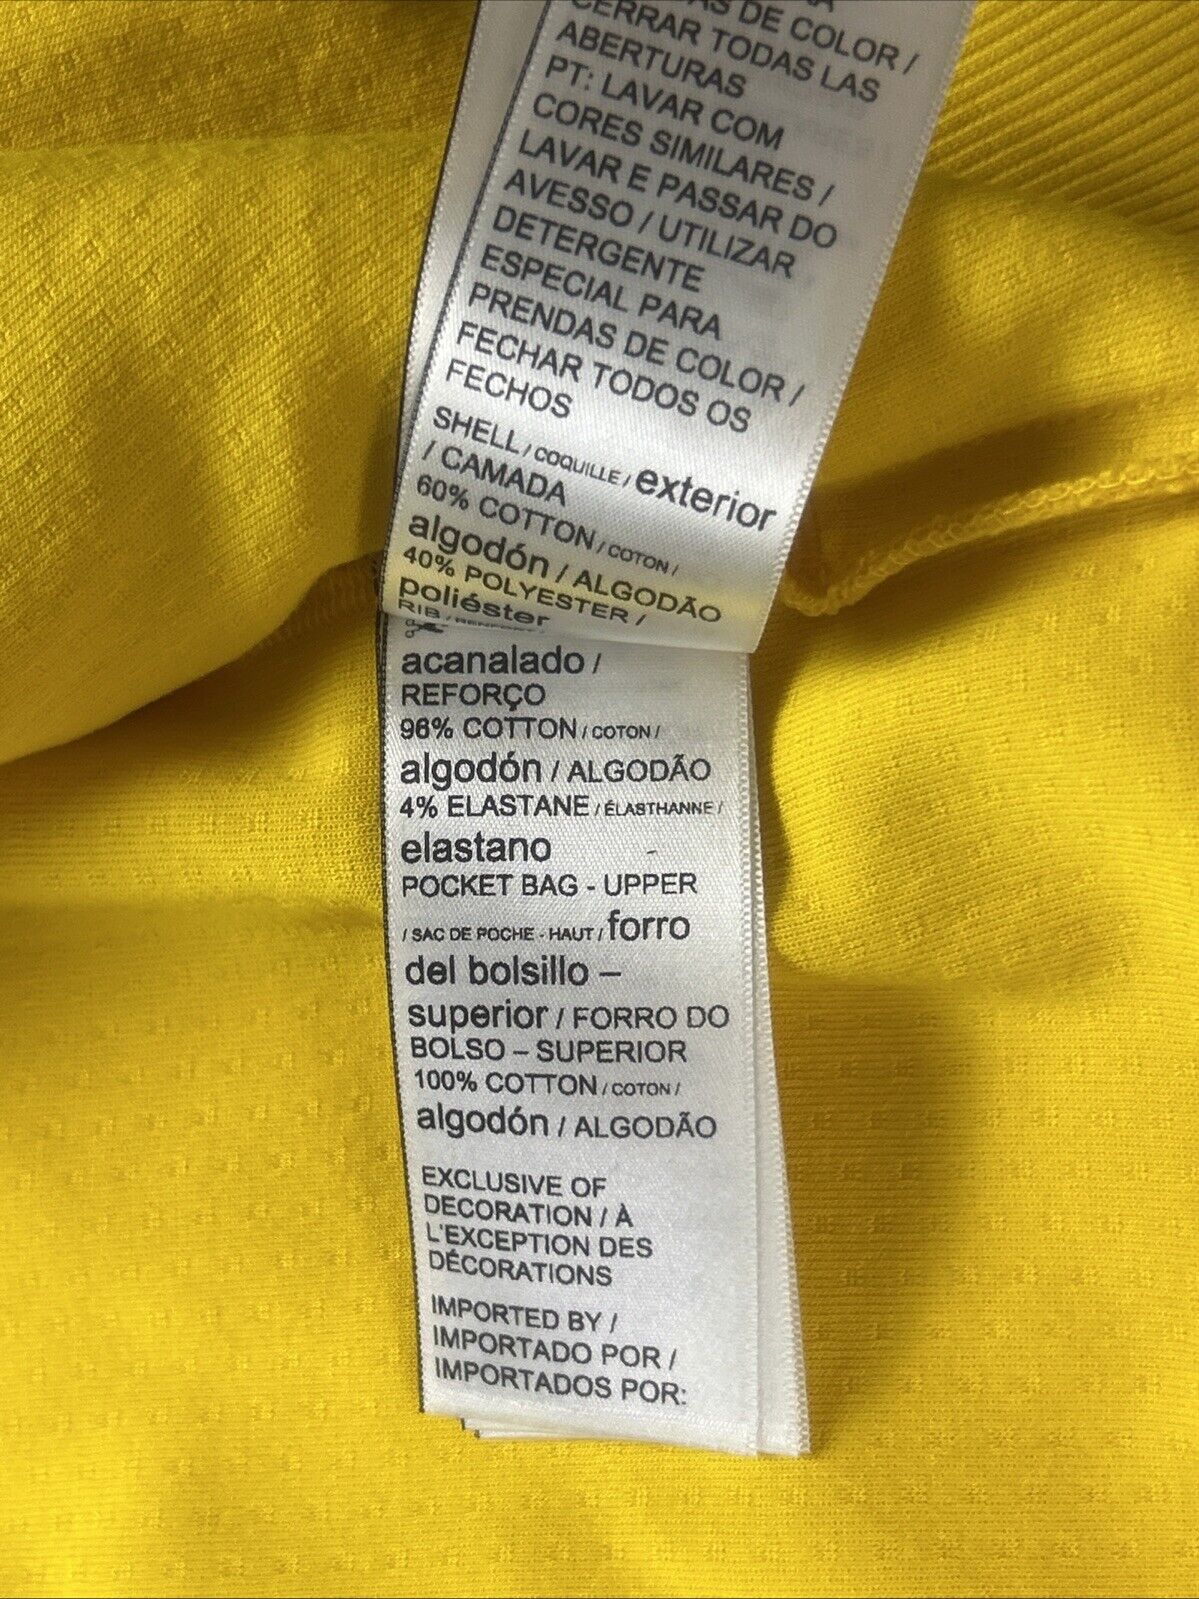 AS DE COLOR /
CERRAR TODAS LAS
ABERTURAS
PT: LAVAR COM
CORES SIMILARES /
LAVAR E PASSAR DO
AVESSO / UTILIZAR
DETERGENTE
ESPECIAL PARA
PRENDAS DE COLOR /
FECHAR TODOS OS
FECHOS
SHELL / COQUILLE / exterior
/ CAMADA
60% COTTON / COTON /
algodón / ALGODÃO
40% POLYESTER /
poliéster
RIB / RENFORT /
acanalado /
REFORÇO
96% COTTON / COTON /
algodón / ALGODÃO
4% ELASTANE / ÉLASTHANNE /
elastano
POCKET BAG - UPPER
/ SAC DE POCHE - HAUT / forro
del bolsillo –
superior / FORRO DO
BOLSO – SUPERIOR
100% COTTON / COTON /
algodón / ALGODÃO
EXCLUSIVE OF
DECORATION / À
L'EXCEPTION DES
DÉCORATIONS
IMPORTED BY /
IMPORTADO POR /
IMPORTADOS POR: